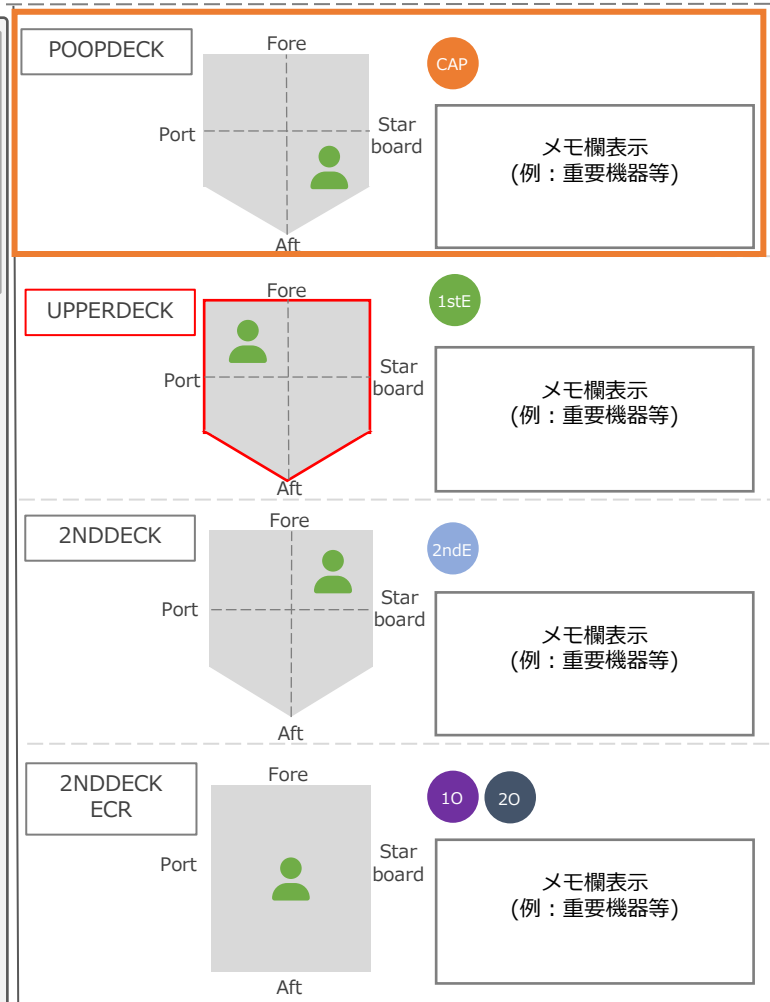 POOPDECK
Fore
CAP
Port
Star
board
メモ欄表示
(例：重要機器等)
Aft
UPPERDECK
Fore
1stE
Port
Star
board
メモ欄表示
(例：重要機器等)
Aft
2NDDECK
Fore
2ndE
Port
Star
board
メモ欄表示
(例：重要機器等)
Aft
2NDDECK
ECR
Fore
1O
2O
Port
Star
board
メモ欄表示
(例：重要機器等)
Aft